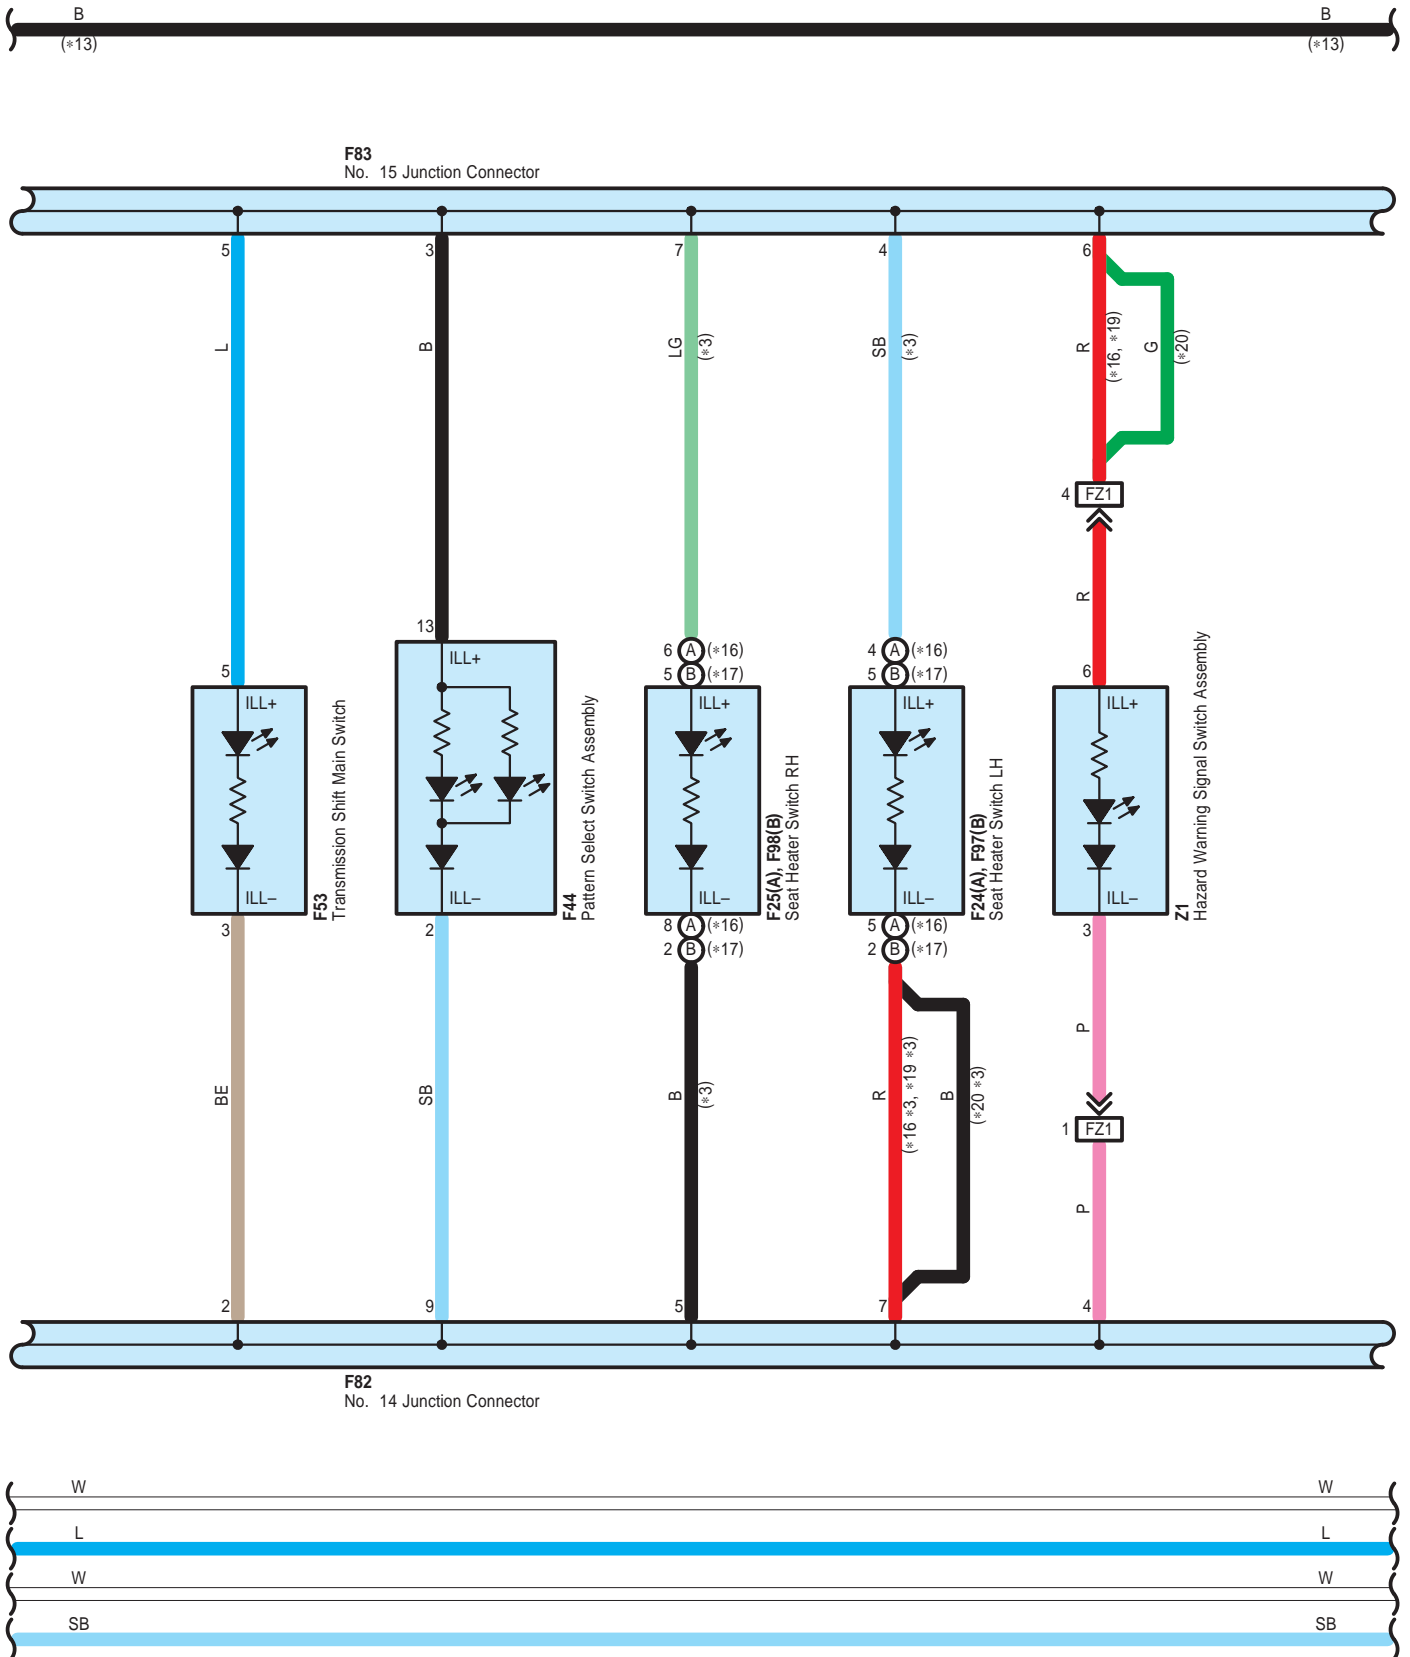 B B
(*13) (*13)
F83
No. 15 Junction Connector
5 3 7 4 6
L
B
LG
(*3)
SB
(*3)
R
(*16, *19)
G
(*20)
4 FZ1
R
13
5
6 A (*16)
5 B (*17)
4 A (*16)
5 B (*17)
6
ILL+
ILL+
ILL+
ILL+
ILL+
ILL–
ILL–
ILL–
ILL–
ILL–
F53
Transmission Shift Main Switch
F44
Pattern Select Switch Assembly
F25(A), F98(B)
Seat Heater Switch RH
F24(A), F97(B)
Seat Heater Switch LH
Z1
Hazard Warning Signal Switch Assembly
3
2
8 A (*16)
2 B (*17)
5 A (*16)
2 B (*17)
3
BE
SB
B
(*3)
R
(*16 *3, *19 *3)
B
(*20 *3)
P
1 FZ1
P
2 9 5 7 4
F82
No. 14 Junction Connector
W W
L L
W W
SB SB